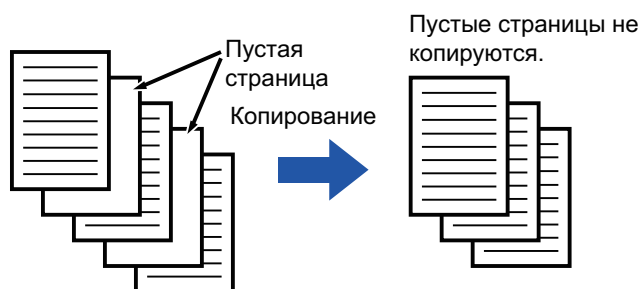 Пустая
страница
Копирование
Пустые страницы не
копируются.